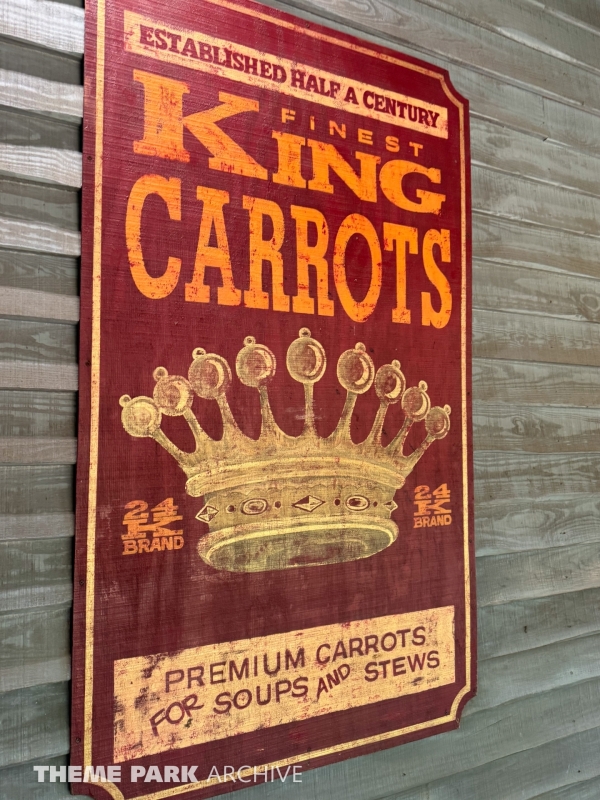 ESTABLISHED HALF A CENTURY
FiNEST
KING
CARROTS
24
K
BRAND
24
K
BRAND
PREMIUM CARROTS
FOR SOUPS AND STEWS
THEME PARK ARCHIVE